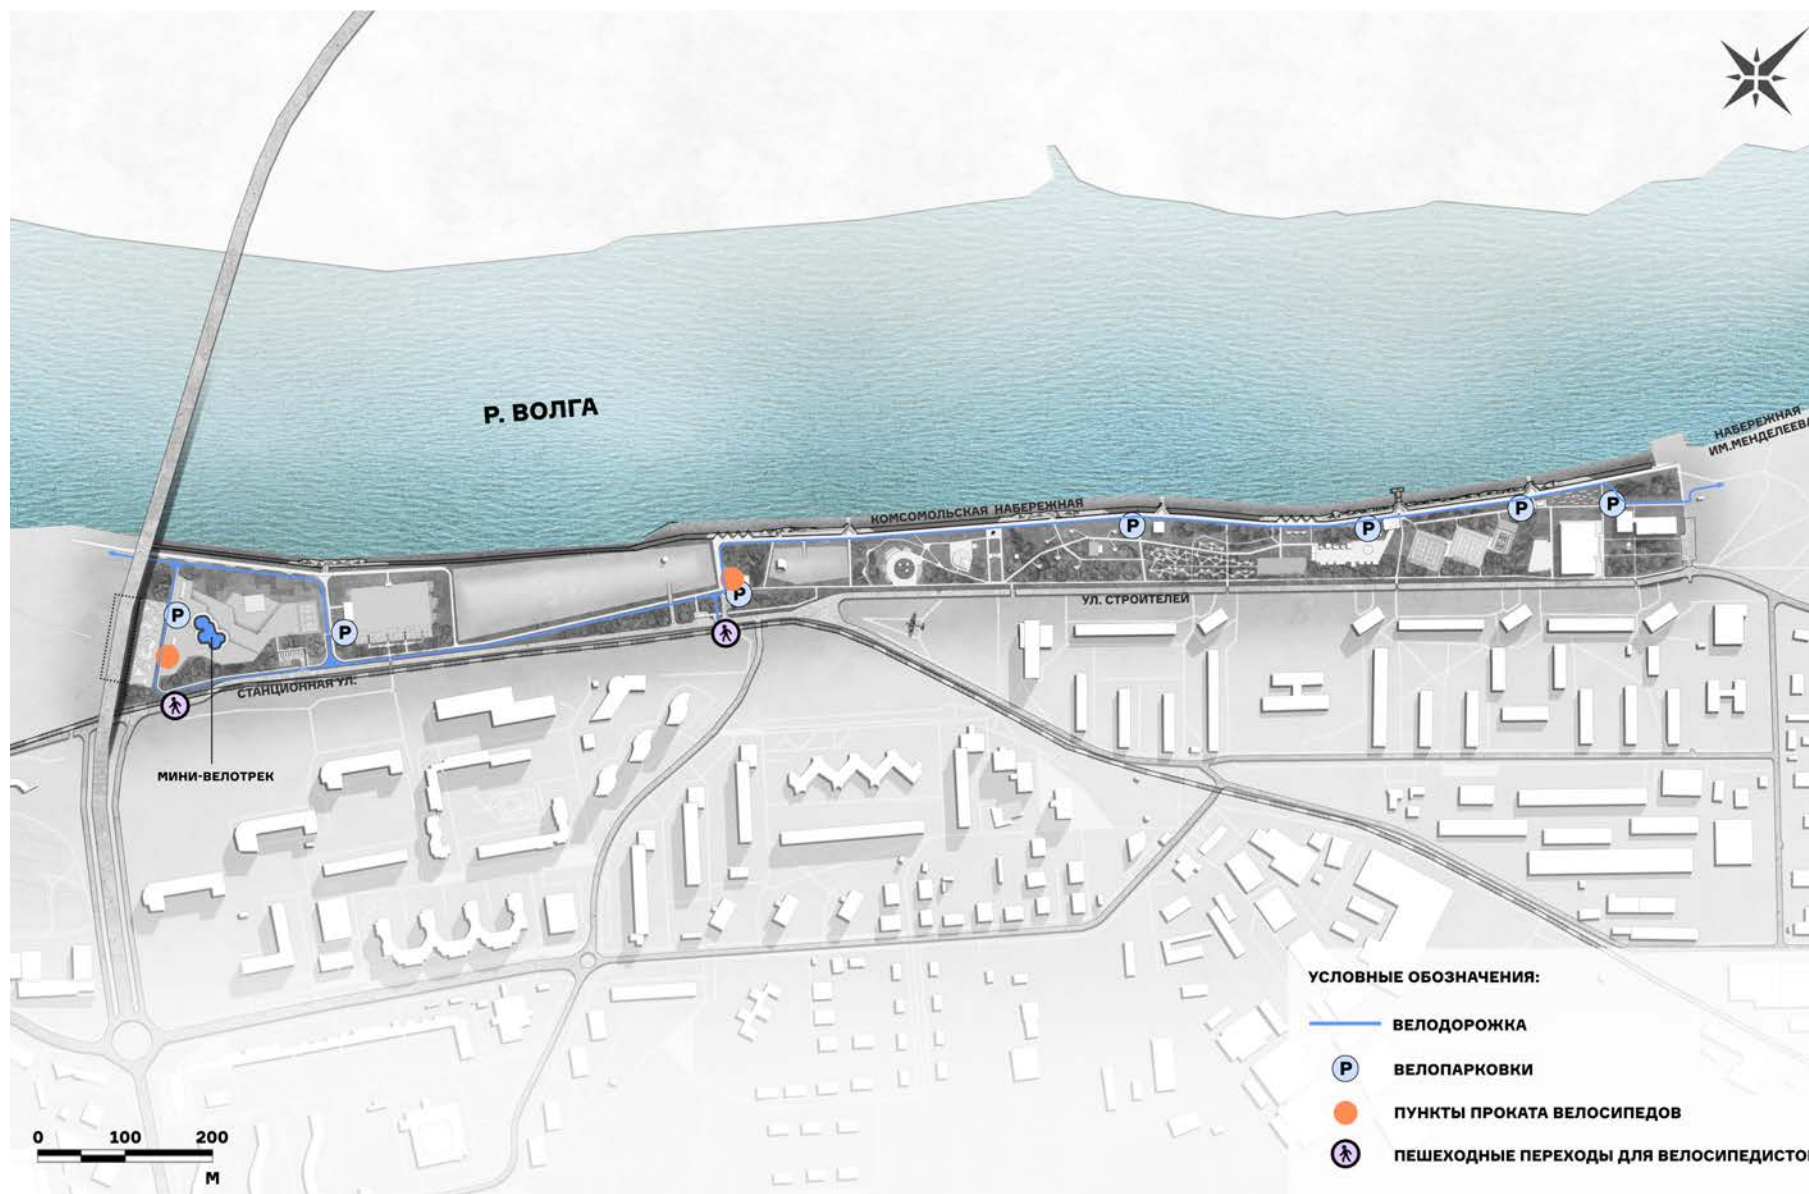 Р. ВОЛГА
НАБЕРЕЖНАЯ
ИМ.МЕНДЕЛЕЕВА
КОМСОМОЛЬСКАЯ НАБЕРЕЖНАЯ
P
P
P
P
P
P
P
УЛ. СТРОИТЕЛЕЙ
СТАНЦИОННАЯ УЛ.
МИНИ-ВЕЛОТРЕК
УСЛОВНЫЕ ОБОЗНАЧЕНИЯ:
ВЕЛОДОРОЖКА
P ВЕЛОПАРКОВКИ
ПУНКТЫ ПРОКАТА ВЕЛОСИПЕДОВ
ПЕШЕХОДНЫЕ ПЕРЕХОДЫ ДЛЯ ВЕЛОСИПЕДИСТО
0 100 200
М